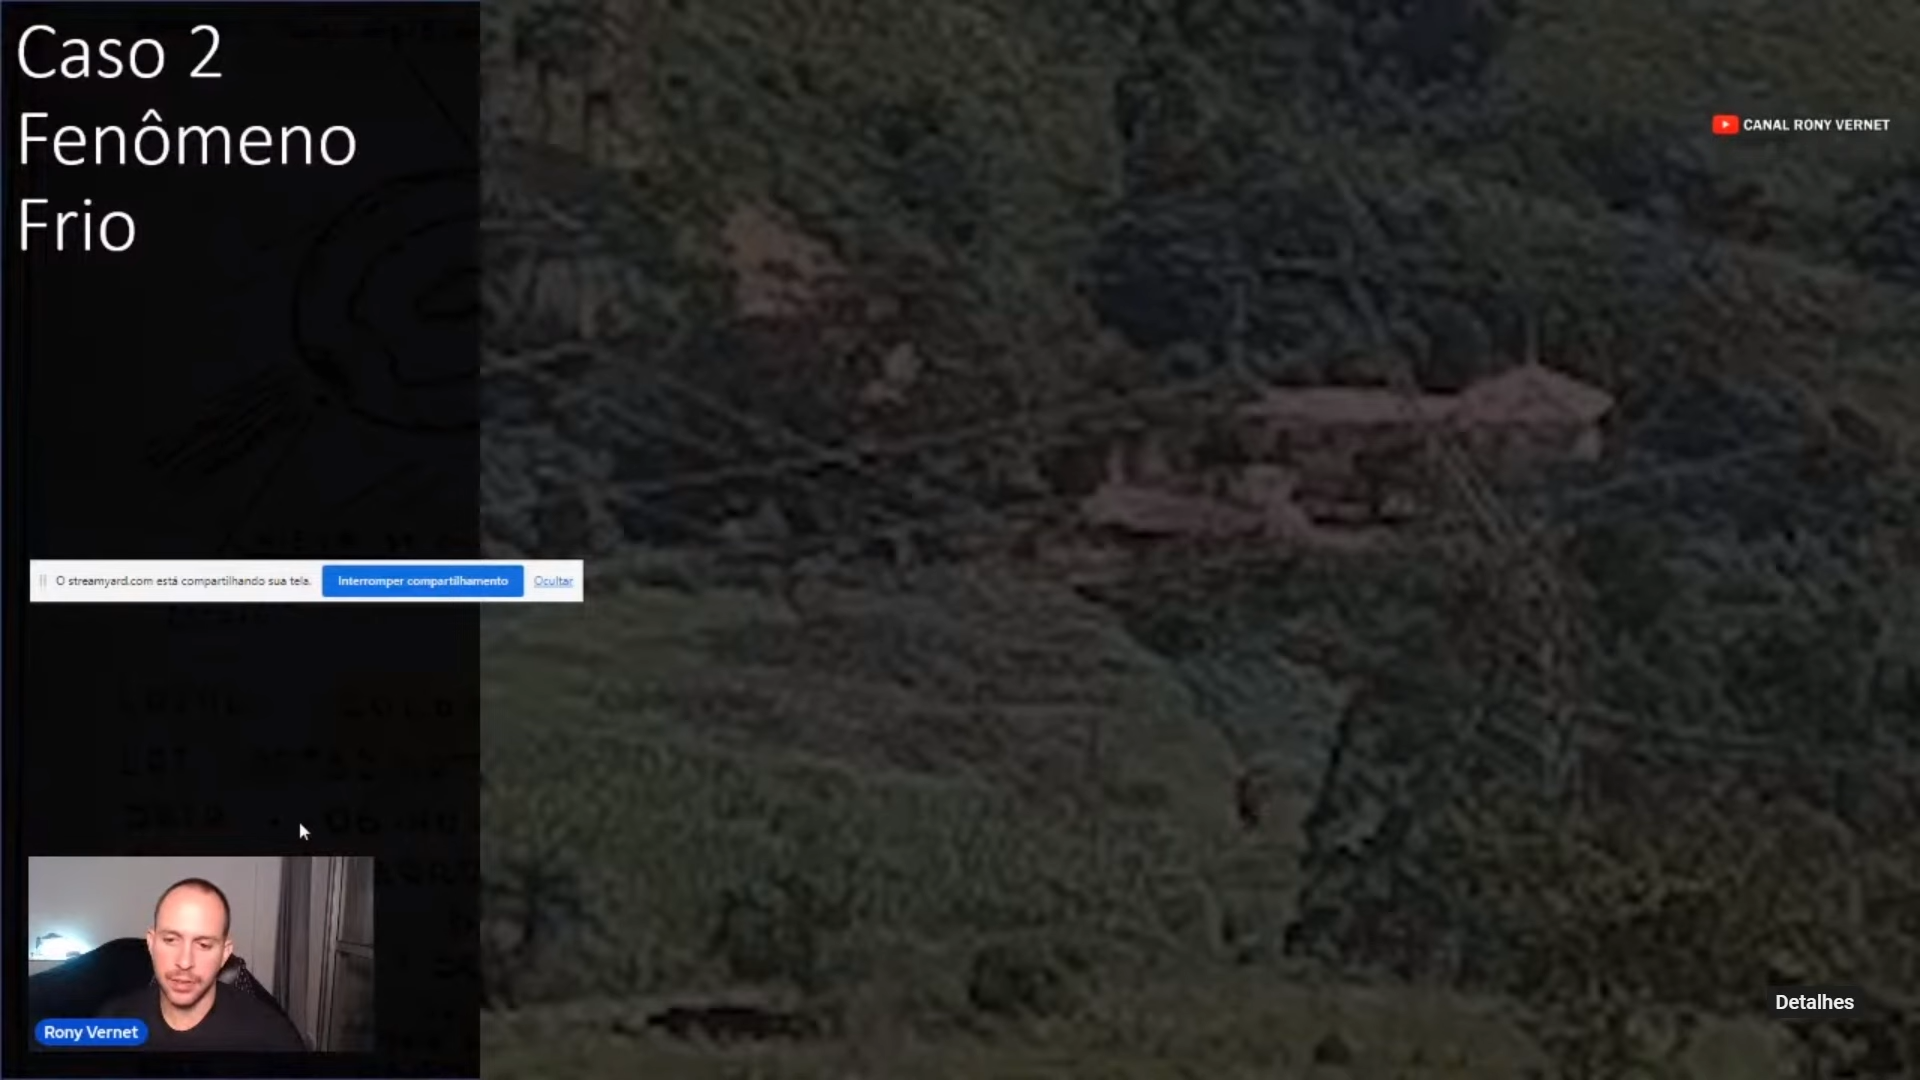 Caso 2
Fenômeno
Frio
CANAL RONY VERNET
O streamyard.com está compartilhando sua tela.
Interromper compartilhamento
Ocultar
Rony Vernet
Detalhes